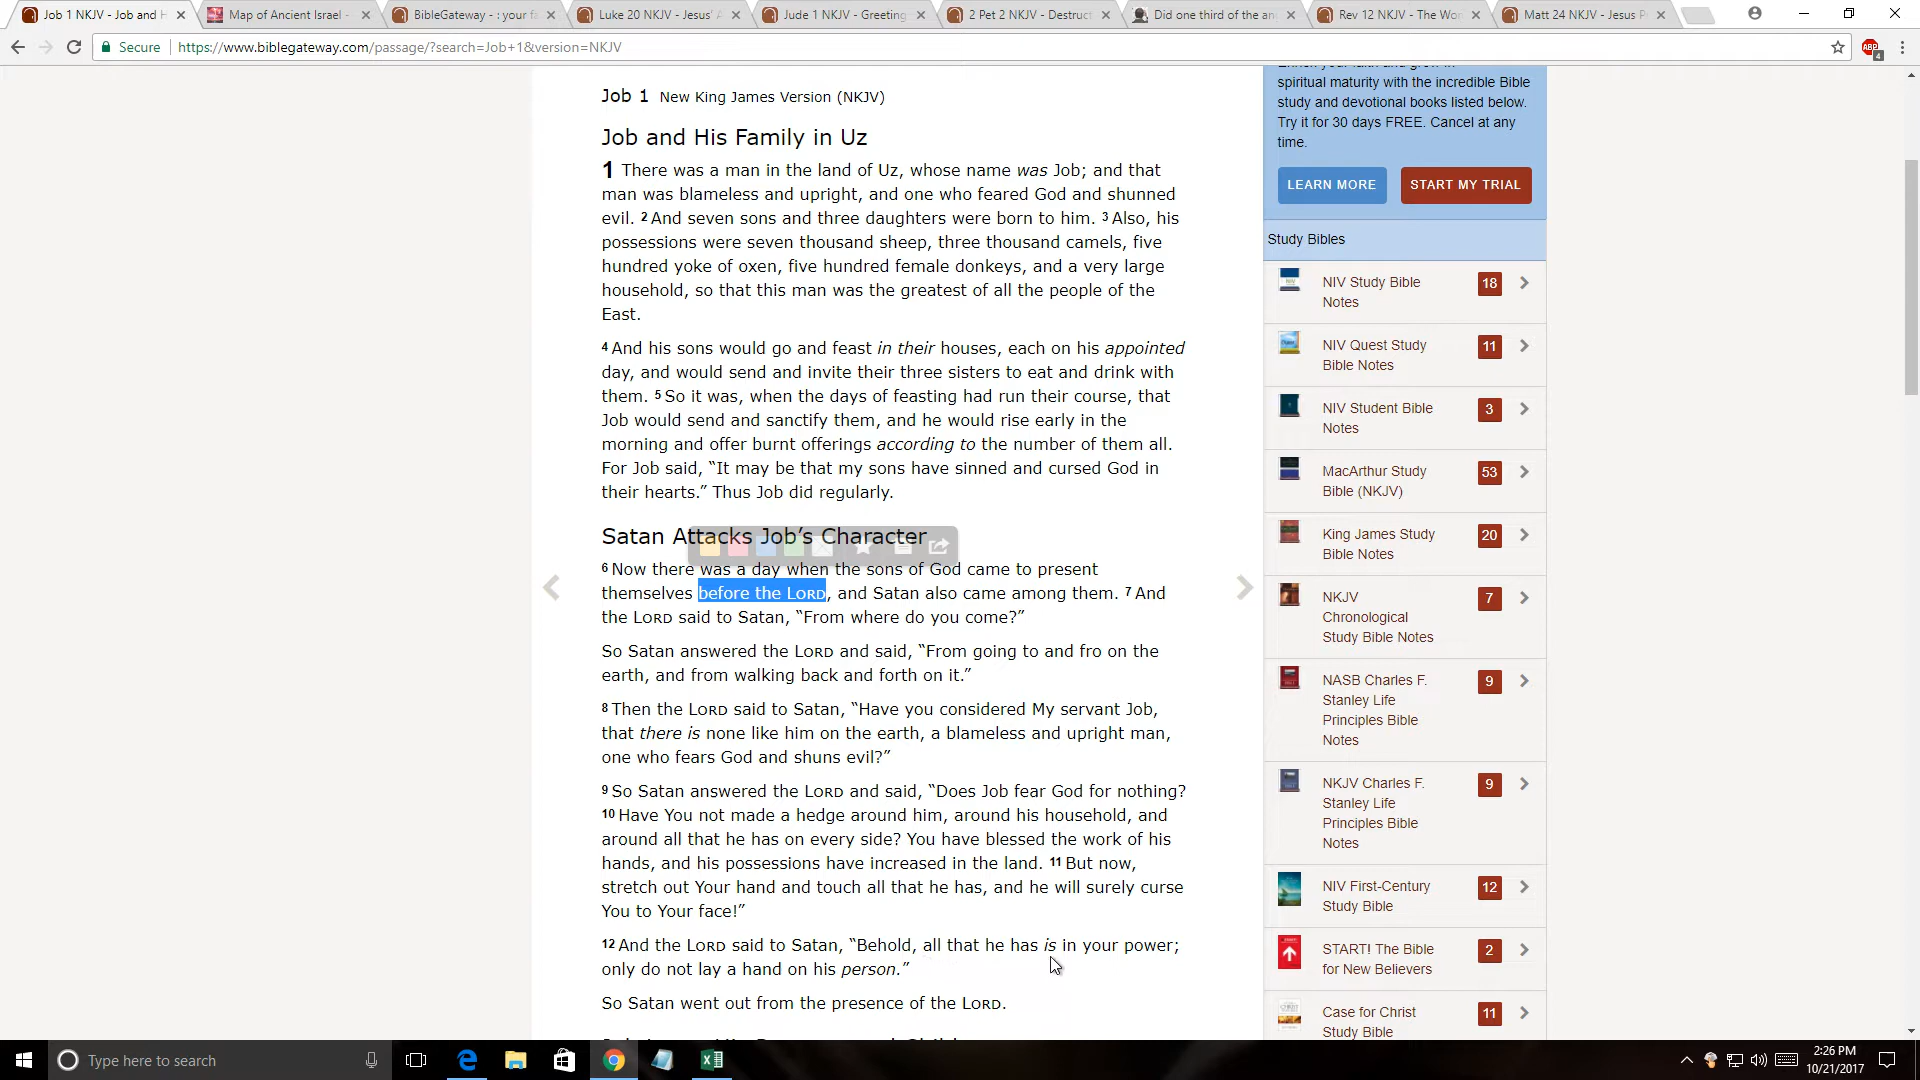 Job 1 NKJV - Job and H
Map of Ancient Israel -
BibleGateway - : your fa
Luke 20 NKJV - Jesus' A
Jude 1 NKJV - Greeting
2 Pet 2 NKJV - Destruct
Did one third of the an
Rev 12 NKJV - The Wor
Matt 24 NKJV - Jesus P
Secure
https://www.biblegateway.com/passage/?search=Job+1&version=NKJV
ABP
4
Job 1 New King James Version (NKJV)
Job and His Family in Uz
1 There was a man in the land of Uz, whose name was Job; and that
man was blameless and upright, and one who feared God and shunned
evil. 2 And seven sons and three daughters were born to him. 3 Also, his
possessions were seven thousand sheep, three thousand camels, five
hundred yoke of oxen, five hundred female donkeys, and a very large
household, so that this man was the greatest of all the people of the
East.
4 And his sons would go and feast in their houses, each on his appointed
day, and would send and invite their three sisters to eat and drink with
them. 5 So it was, when the days of feasting had run their course, that
Job would send and sanctify them, and he would rise early in the
morning and offer burnt offerings according to the number of them all.
For Job said, “It may be that my sons have sinned and cursed God in
their hearts.” Thus Job did regularly.
Satan Attacks Job’s Character
6 Now there was a day when the sons of God came to present
themselves before the LORD, and Satan also came among them. 7 And
the LORD said to Satan, “From where do you come?”
So Satan answered the LORD and said, “From going to and fro on the
earth, and from walking back and forth on it.”
8 Then the LORD said to Satan, “Have you considered My servant Job,
that there is none like him on the earth, a blameless and upright man,
one who fears God and shuns evil?”
9 So Satan answered the LORD and said, “Does Job fear God for nothing?
10 Have You not made a hedge around him, around his household, and
around all that he has on every side? You have blessed the work of his
hands, and his possessions have increased in the land. 11 But now,
stretch out Your hand and touch all that he has, and he will surely curse
You to Your face!”
12 And the LORD said to Satan, “Behold, all that he has is in your power;
only do not lay a hand on his person.”
So Satan went out from the presence of the LORD.
spiritual maturity with the incredible Bible
study and devotional books listed below.
Try it for 30 days FREE. Cancel at any
time.
LEARN MORE
START MY TRIAL
Study Bibles
NIV Study Bible
Notes
18
NIV Quest Study
Bible Notes
11
NIV Student Bible
Notes
3
MacArthur Study
Bible (NKJV)
53
King James Study
Bible Notes
20
NKJV
Chronological
Study Bible Notes
7
NASB Charles F.
Stanley Life
Principles Bible
Notes
9
NKJV Charles F.
Stanley Life
Principles Bible
Notes
9
NIV First-Century
Study Bible
12
START! The Bible
for New Believers
2
Case for Christ
Study Bible
11
Type here to search
2:26 PM
10/21/2017